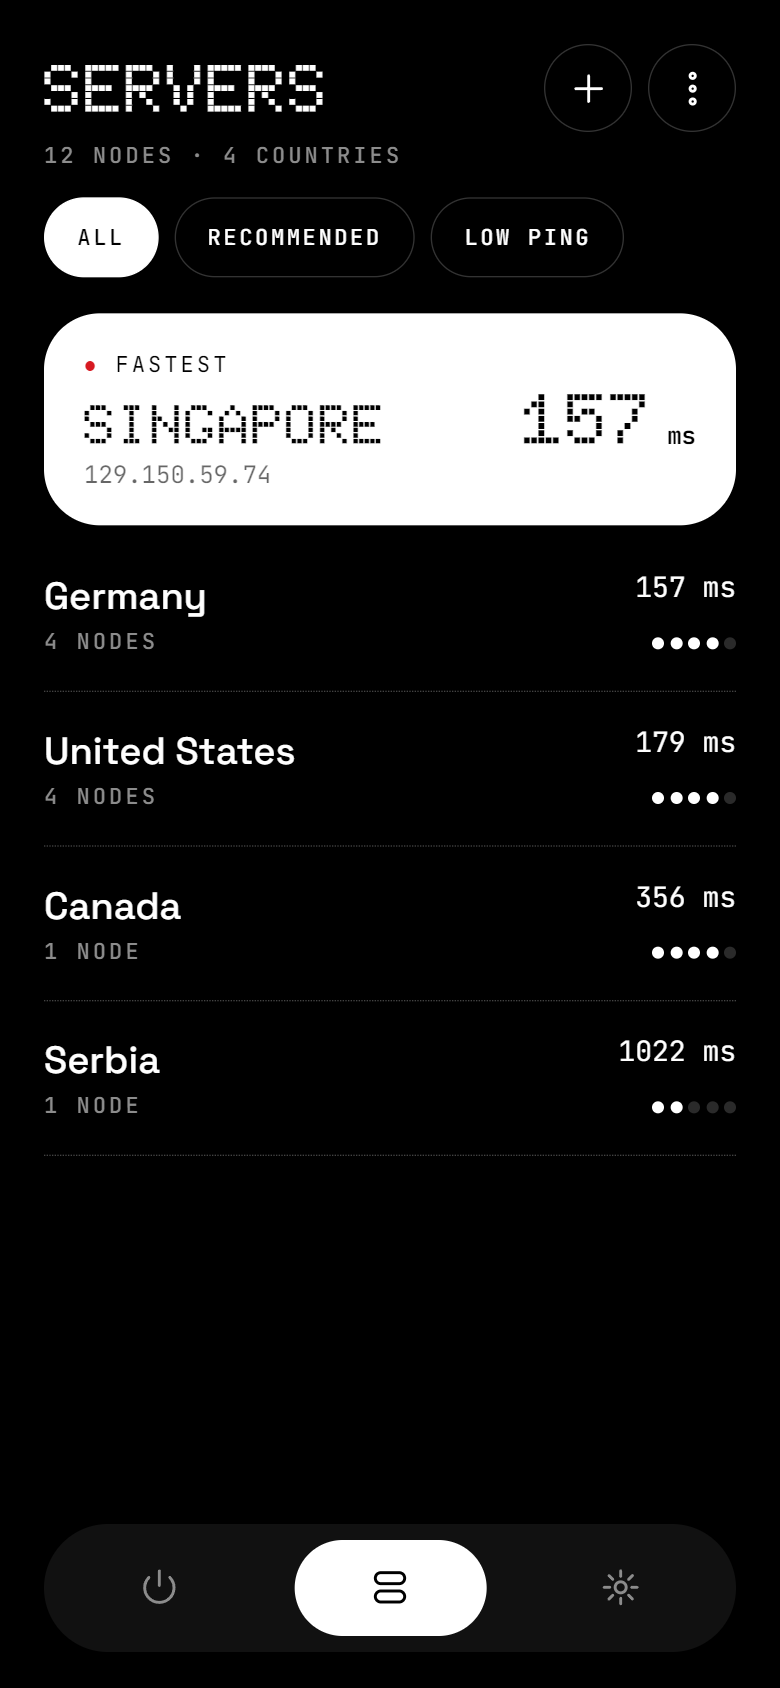 SERVERS
12 NODES · 4 COUNTRIES
ALL RECOMMENDED LOW PING
FASTEST
SINGAPORE 157 ms
129.150.59.74
Germany 157 ms
4 NODES
United States 179 ms
4 NODES
Canada 356 ms
1 NODE
Serbia 1022 ms
1 NODE